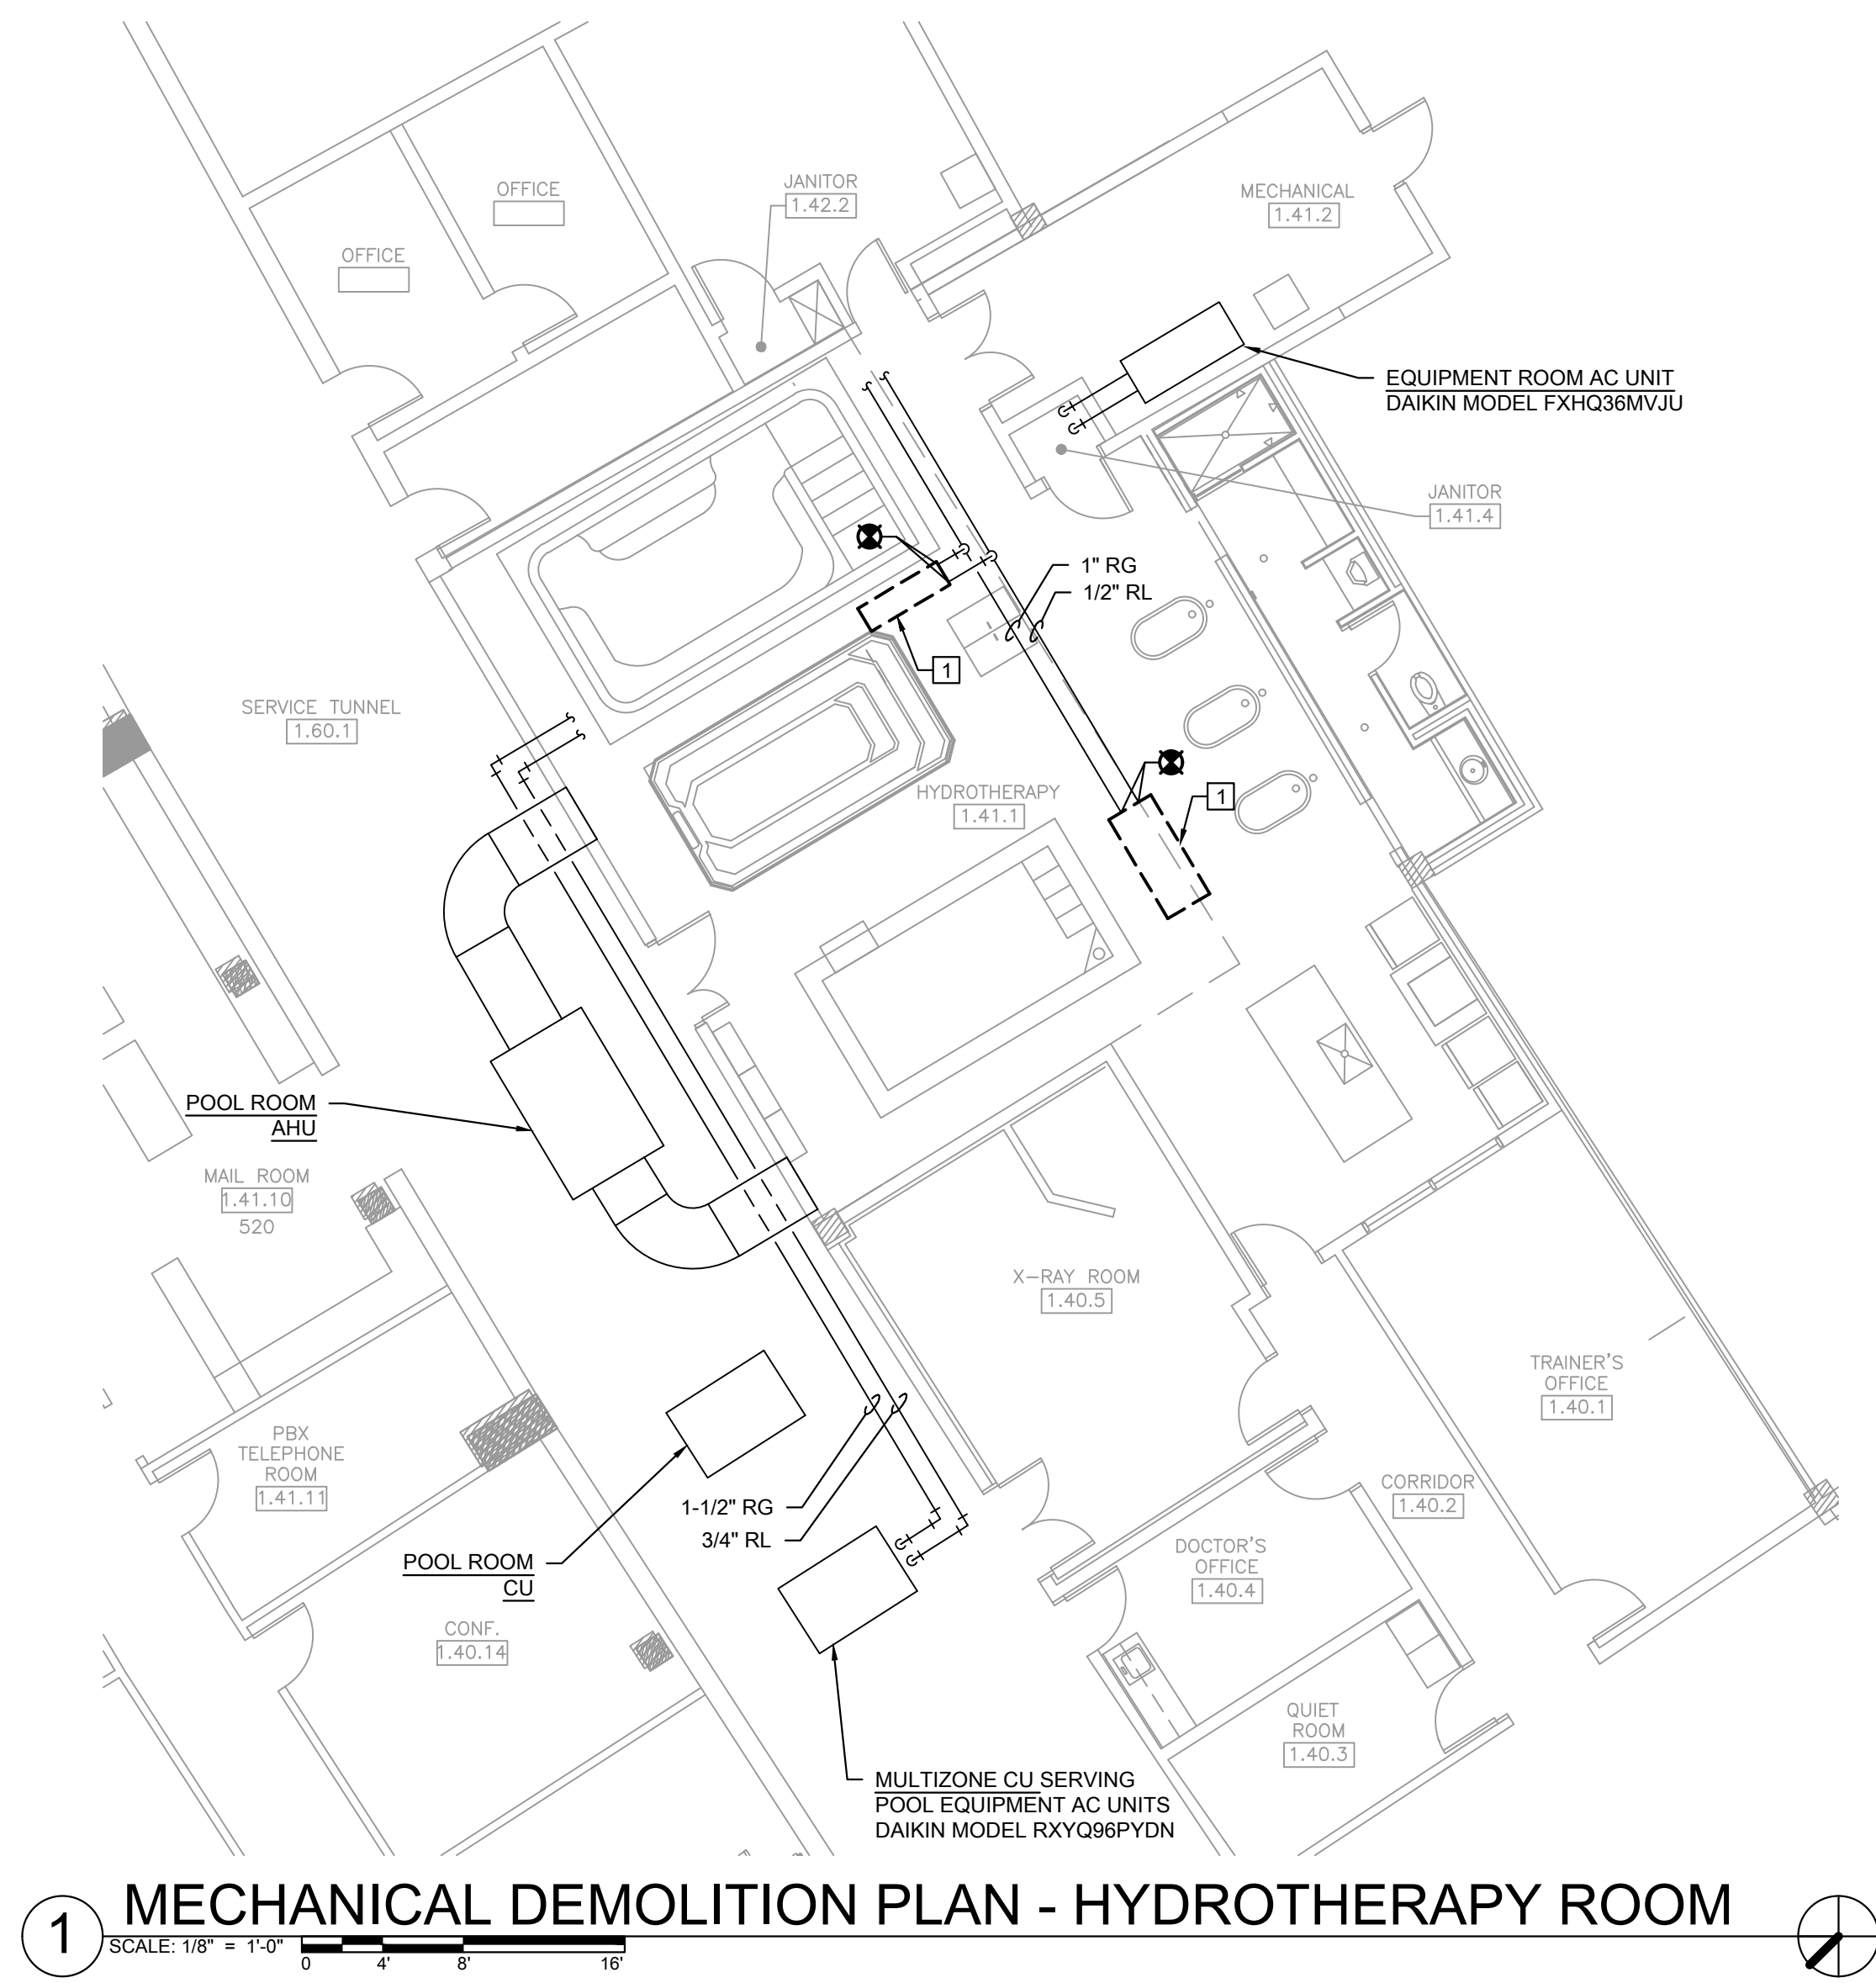 JANITOR
1.42.2
OFFICE
MECHANICAL
1.41.2
OFFICE
EQUIPMENT ROOM AC UNIT
DAIKIN MODEL FXHQ36MVJU
JANITOR
1.41.4
1" RG
1/2" RL
1
SERVICE TUNNEL
1.60.1
HYDROTHERAPY
1.41.1
1
POOL ROOM
AHU
MAIL ROOM
1.41.10
520
X-RAY ROOM
1.40.5
TRAINER'S
OFFICE
1.40.1
PBX
TELEPHONE
ROOM
1.41.11
CORRIDOR
1.40.2
1-1/2" RG
3/4" RL
POOL ROOM
CU
DOCTOR'S
OFFICE
1.40.4
CONF.
1.40.14
QUIET
ROOM
1.40.3
MULTIZONE CU SERVING
POOL EQUIPMENT AC UNITS
DAIKIN MODEL RXYQ96PYDN
1
MECHANICAL DEMOLITION PLAN - HYDROTHERAPY ROOM
SCALE: 1/8" = 1'-0"
0 4' 8' 16'